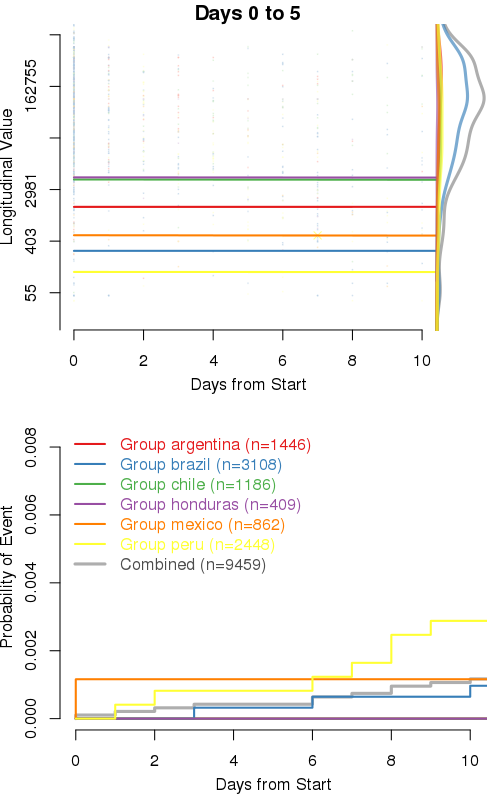 Days 0 to 5
Longitudinal Value
162755
2981
403
55
0 2 4 6 8 10
Days from Start
Probability of Event
0.008
0.006
0.004
0.002
0.000
Group argentina (n=1446)
Group brazil (n=3108)
Group chile (n=1186)
Group honduras (n=409)
Group mexico (n=862)
Group peru (n=2448)
Combined (n=9459)
0 2 4 6 8 10
Days from Start